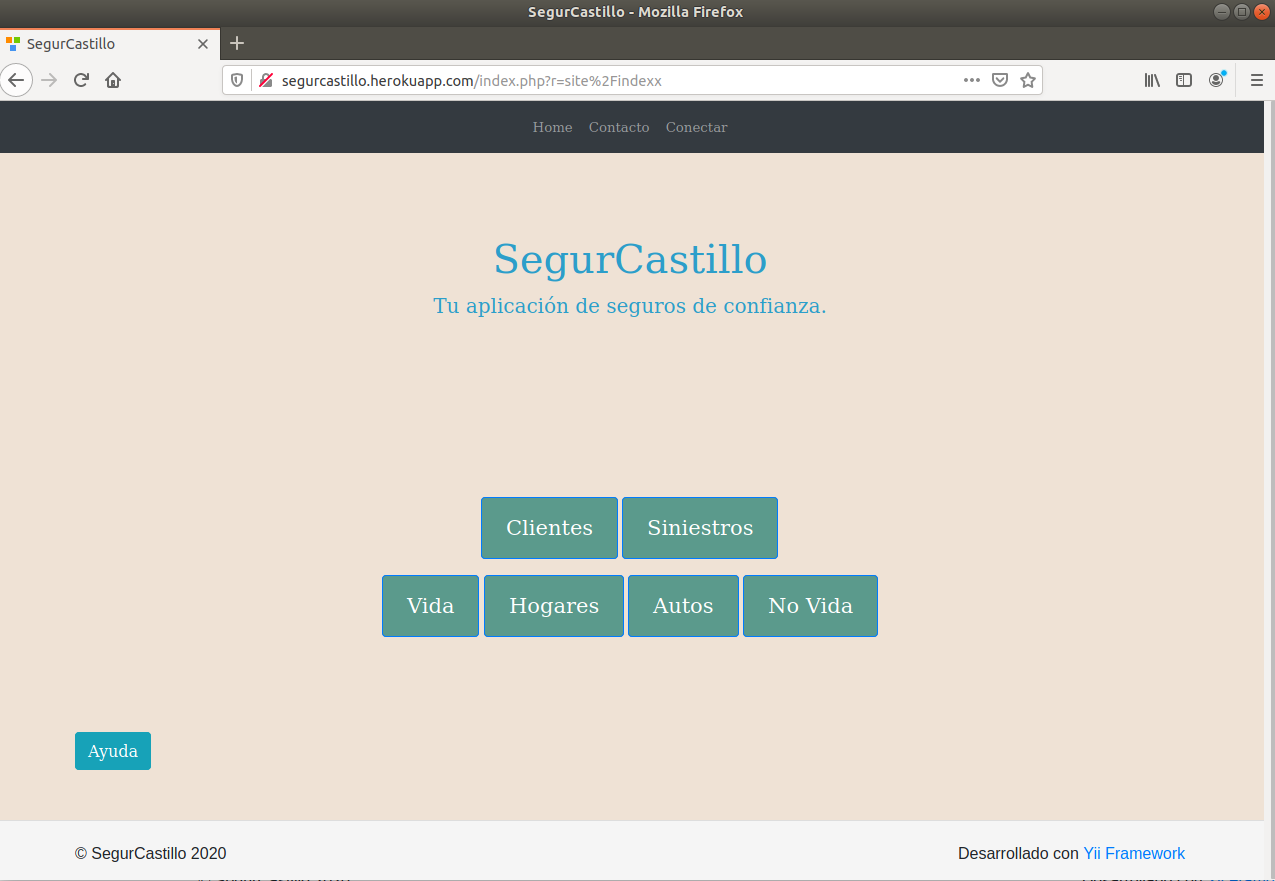 SegurCastillo - Mozilla Firefox
SegurCastillo
segurcastillo.herokuapp.com/index.php?r=site%2Findexx
Home Contacto Conectar
SegurCastillo
Tu aplicación de seguros de confianza.
Clientes Siniestros
Vida Hogares Autos No Vida
Ayuda
© SegurCastillo 2020 Desarrollado con Yii Framework